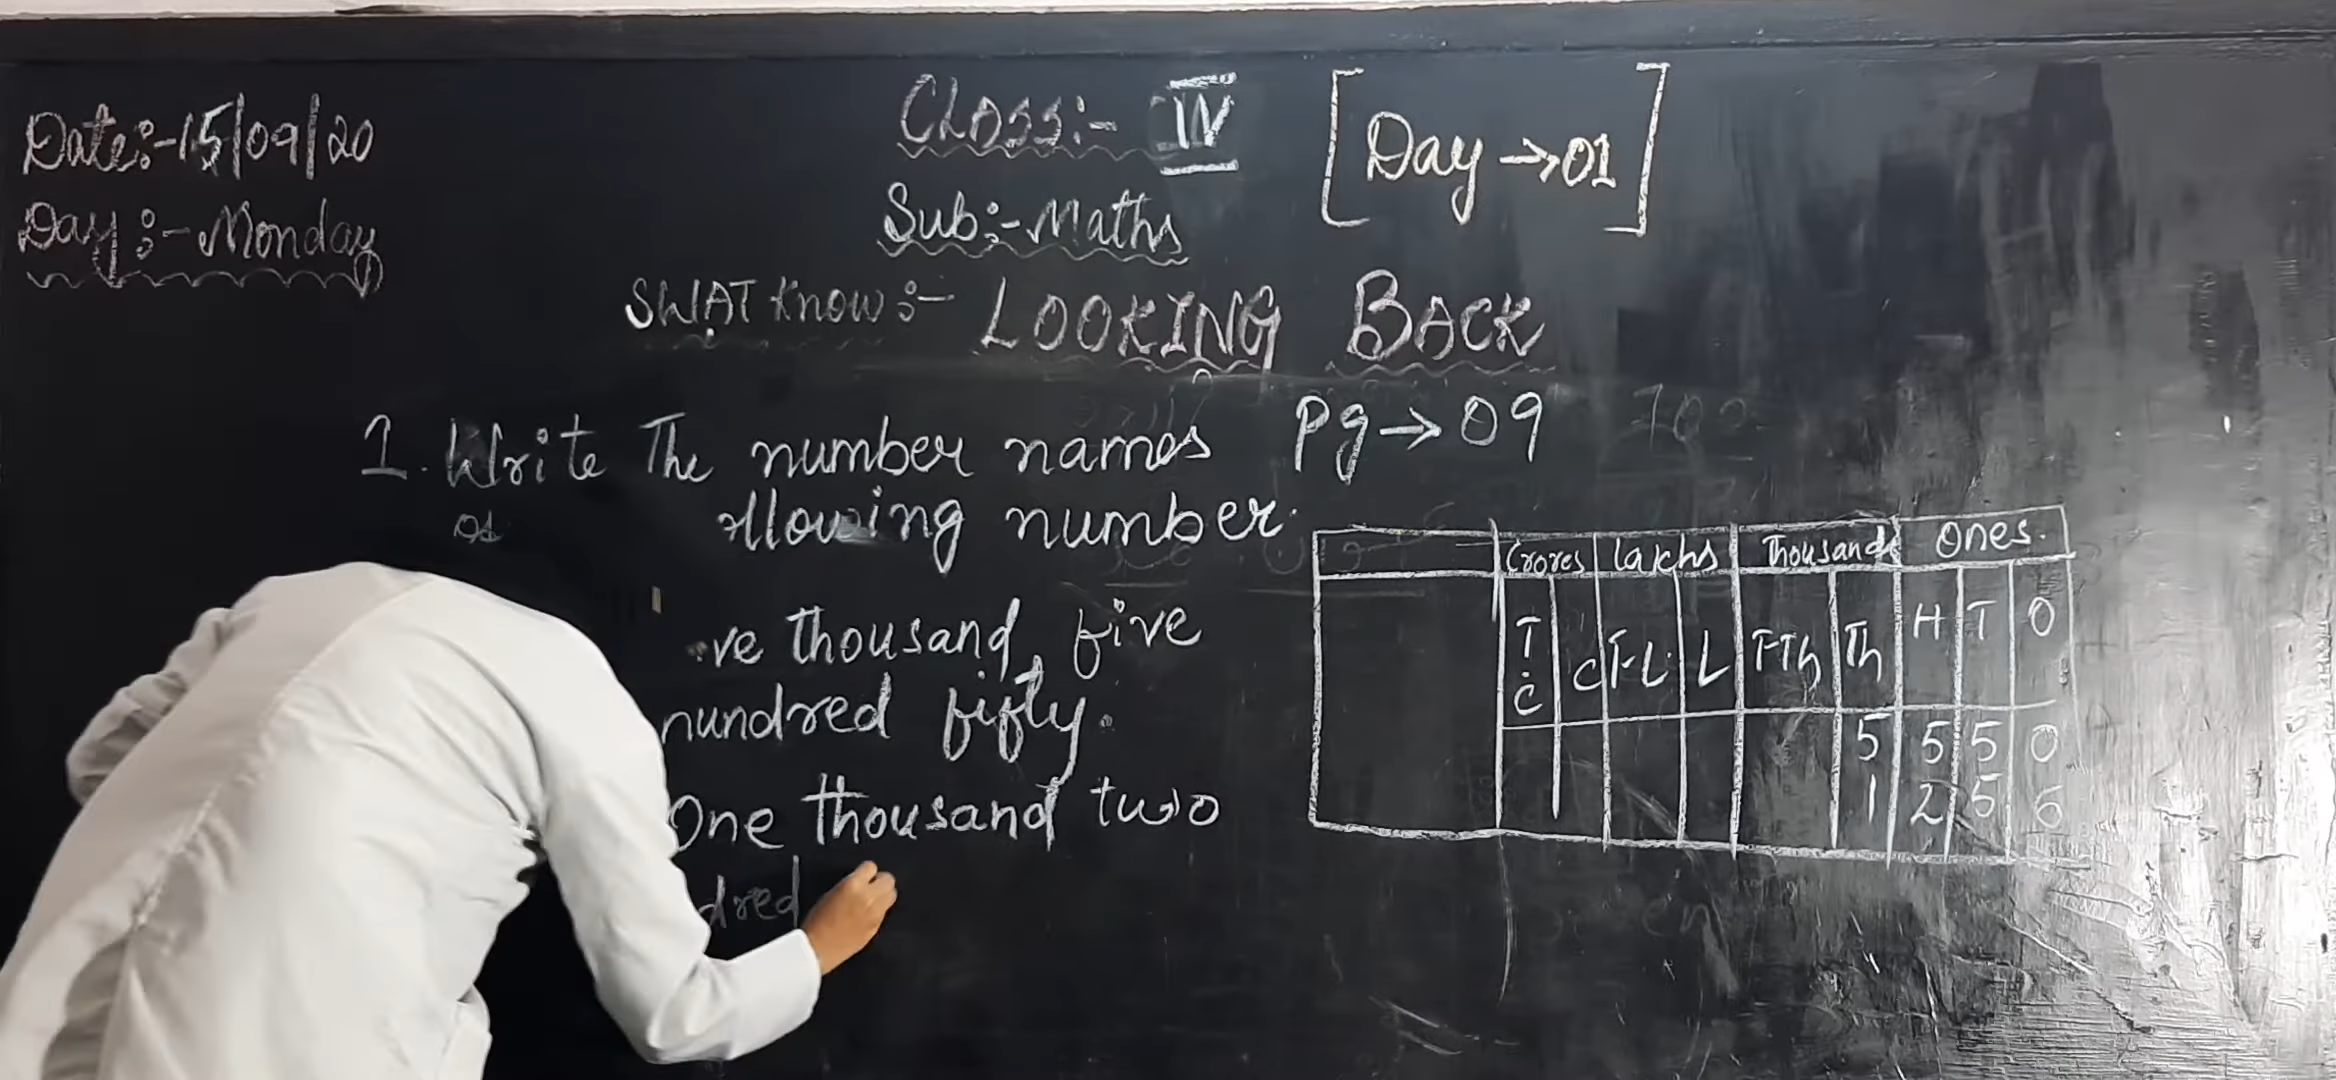 Date:-15/09/20
Day:-Monday
Class:- IV
Sub:-Maths
[Day→01]
SWAT Know:- LOOKING BACK
1. Write The number names Pg→09
llowing number.
ve thousand, five
hundred fifty.
One thousand two
dred
Crores Lakhs Thousands Ones.
T.C C T-L L T-Th Th H T O
5 5 5 0
1 2 5 6